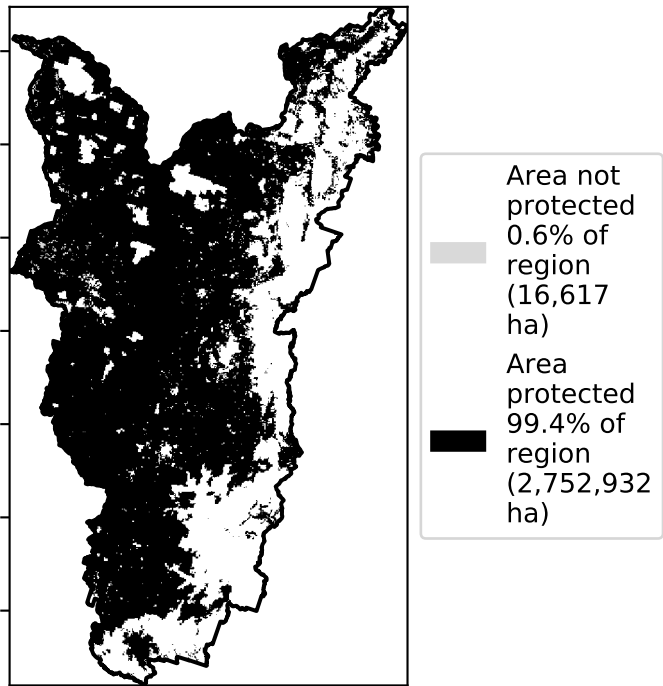 Area not
protected
0.6% of
region
(16,617
ha)
Area
protected
99.4% of
region
(2,752,932
ha)